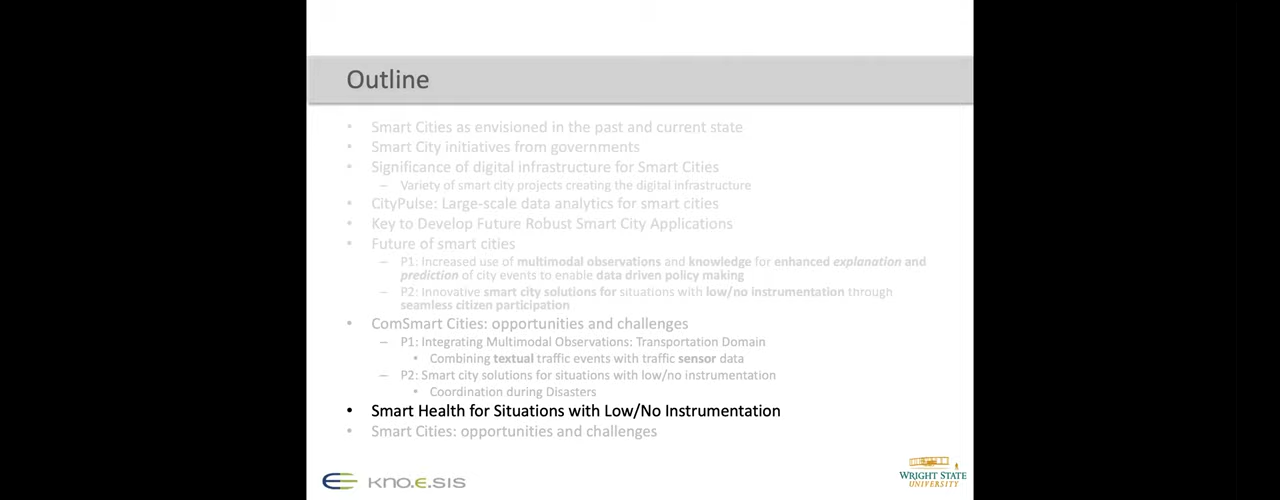 Outline
• Smart Cities as envisioned in the past and current state
• Smart City initiatives from governments
• Significance of digital infrastructure for Smart Cities
– Variety of smart city projects creating the digital infrastructure
• CityPulse: Large-scale data analytics for smart cities
• Key to Develop Future Robust Smart City Applications
• Future of smart cities
– P1: Increased use of multimodal observations and knowledge for enhanced explanation and
prediction of city events to enable data driven policy making
– P2: Innovative smart city solutions for situations with low/no instrumentation through
seamless citizen participation
• ComSmart Cities: opportunities and challenges
– P1: Integrating Multimodal Observations: Transportation Domain
• Combining textual traffic events with traffic sensor data
– P2: Smart city solutions for situations with low/no instrumentation
• Coordination during Disasters
• Smart Health for Situations with Low/No Instrumentation
• Smart Cities: opportunities and challenges
kno.e.sis
WRIGHT STATE
UNIVERSITY